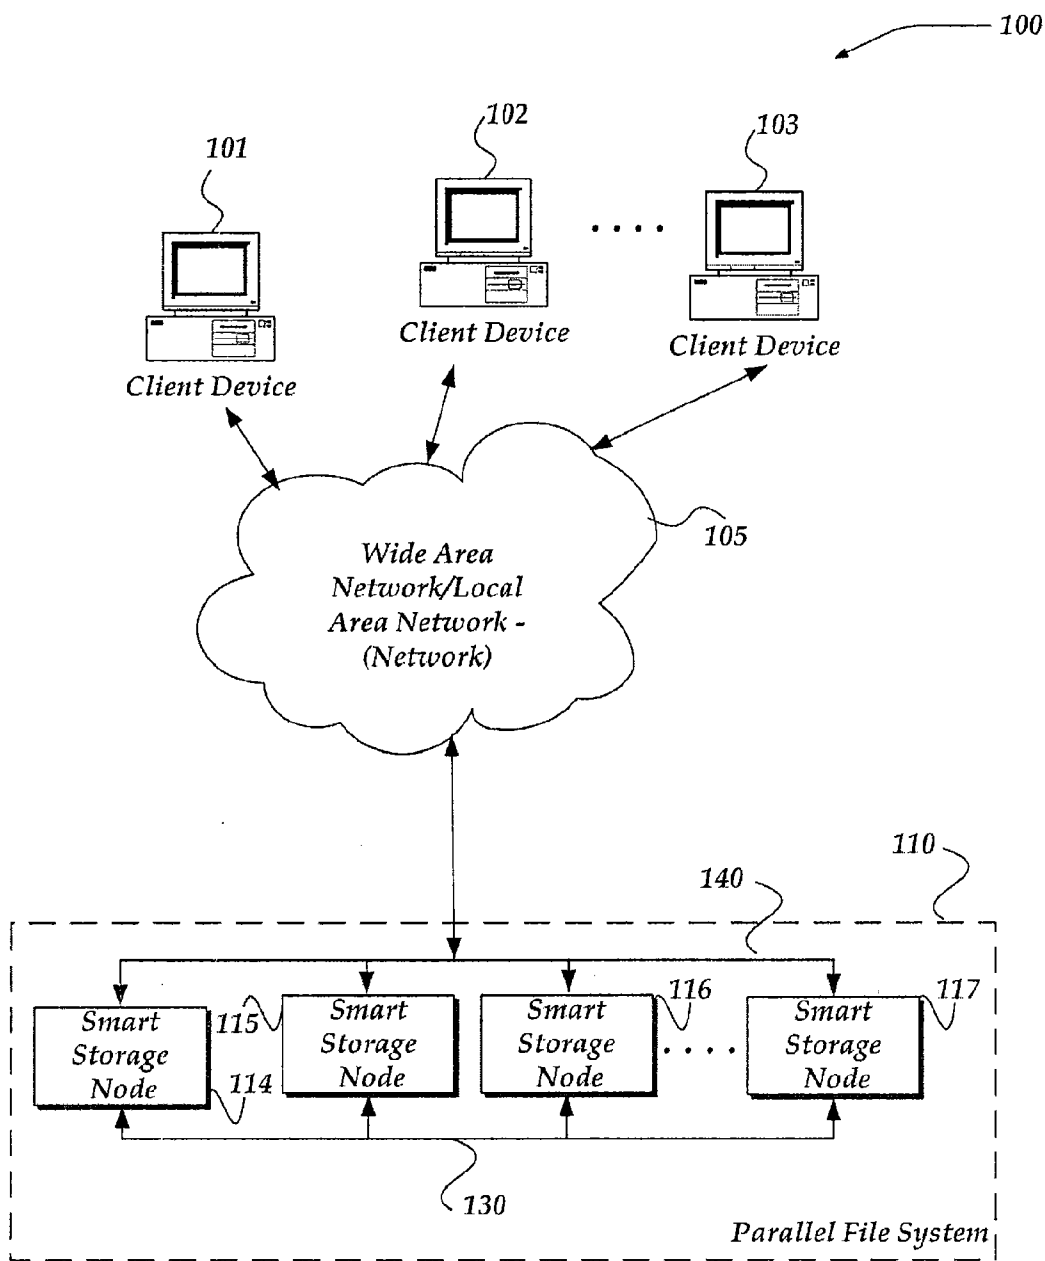 100
101
102
103
Client Device
Client Device
Client Device
105
Wide Area
Network/Local
Area Network -
(Network)
110
140
115
116
117
Smart
Storage
Node
Smart
Storage
Node
Smart
Storage
Node
Smart
Storage
Node
114
130
Parallel File System